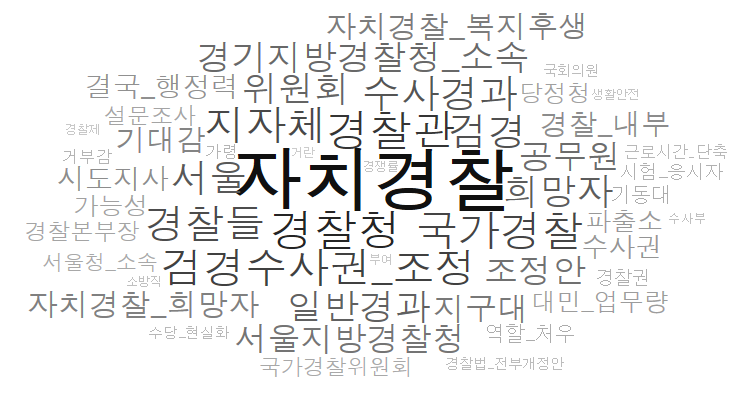 자치경찰_복지후생
경기지방경찰청_소속
국회의원
결국_행정력 위원회 수사경과 당정청 생활안전
설문조사 지자체 경찰관 검경 경찰_내부
경찰제 기대감
거부감 가령 거란 공무원 근로시간_단축
시도지사 서울 자치경찰 경쟁률 시험_응시자
가능성 희망자 기동대
경찰본부장 경찰들 경찰청 국가경찰 파출소 수사부
수사권
서울청_소속 검경수사권_조정 부여 조정안
소방직 경찰권
자치경찰_희망자 일반경과 지구대 대민_업무량
수당_현실화 서울지방경찰청 역할_처우
국가경찰위원회 경찰법_전부개정안